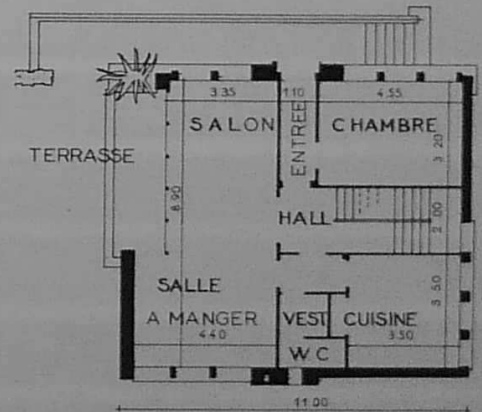 3.35 1.10 4.55
SALON ENTREE CHAMBRE
TERRASSE
3.20
8.90
HALL
2.00
SALLE
A MANGER VEST CUISINE
3.50
4.40 3.50
W.C
11.00